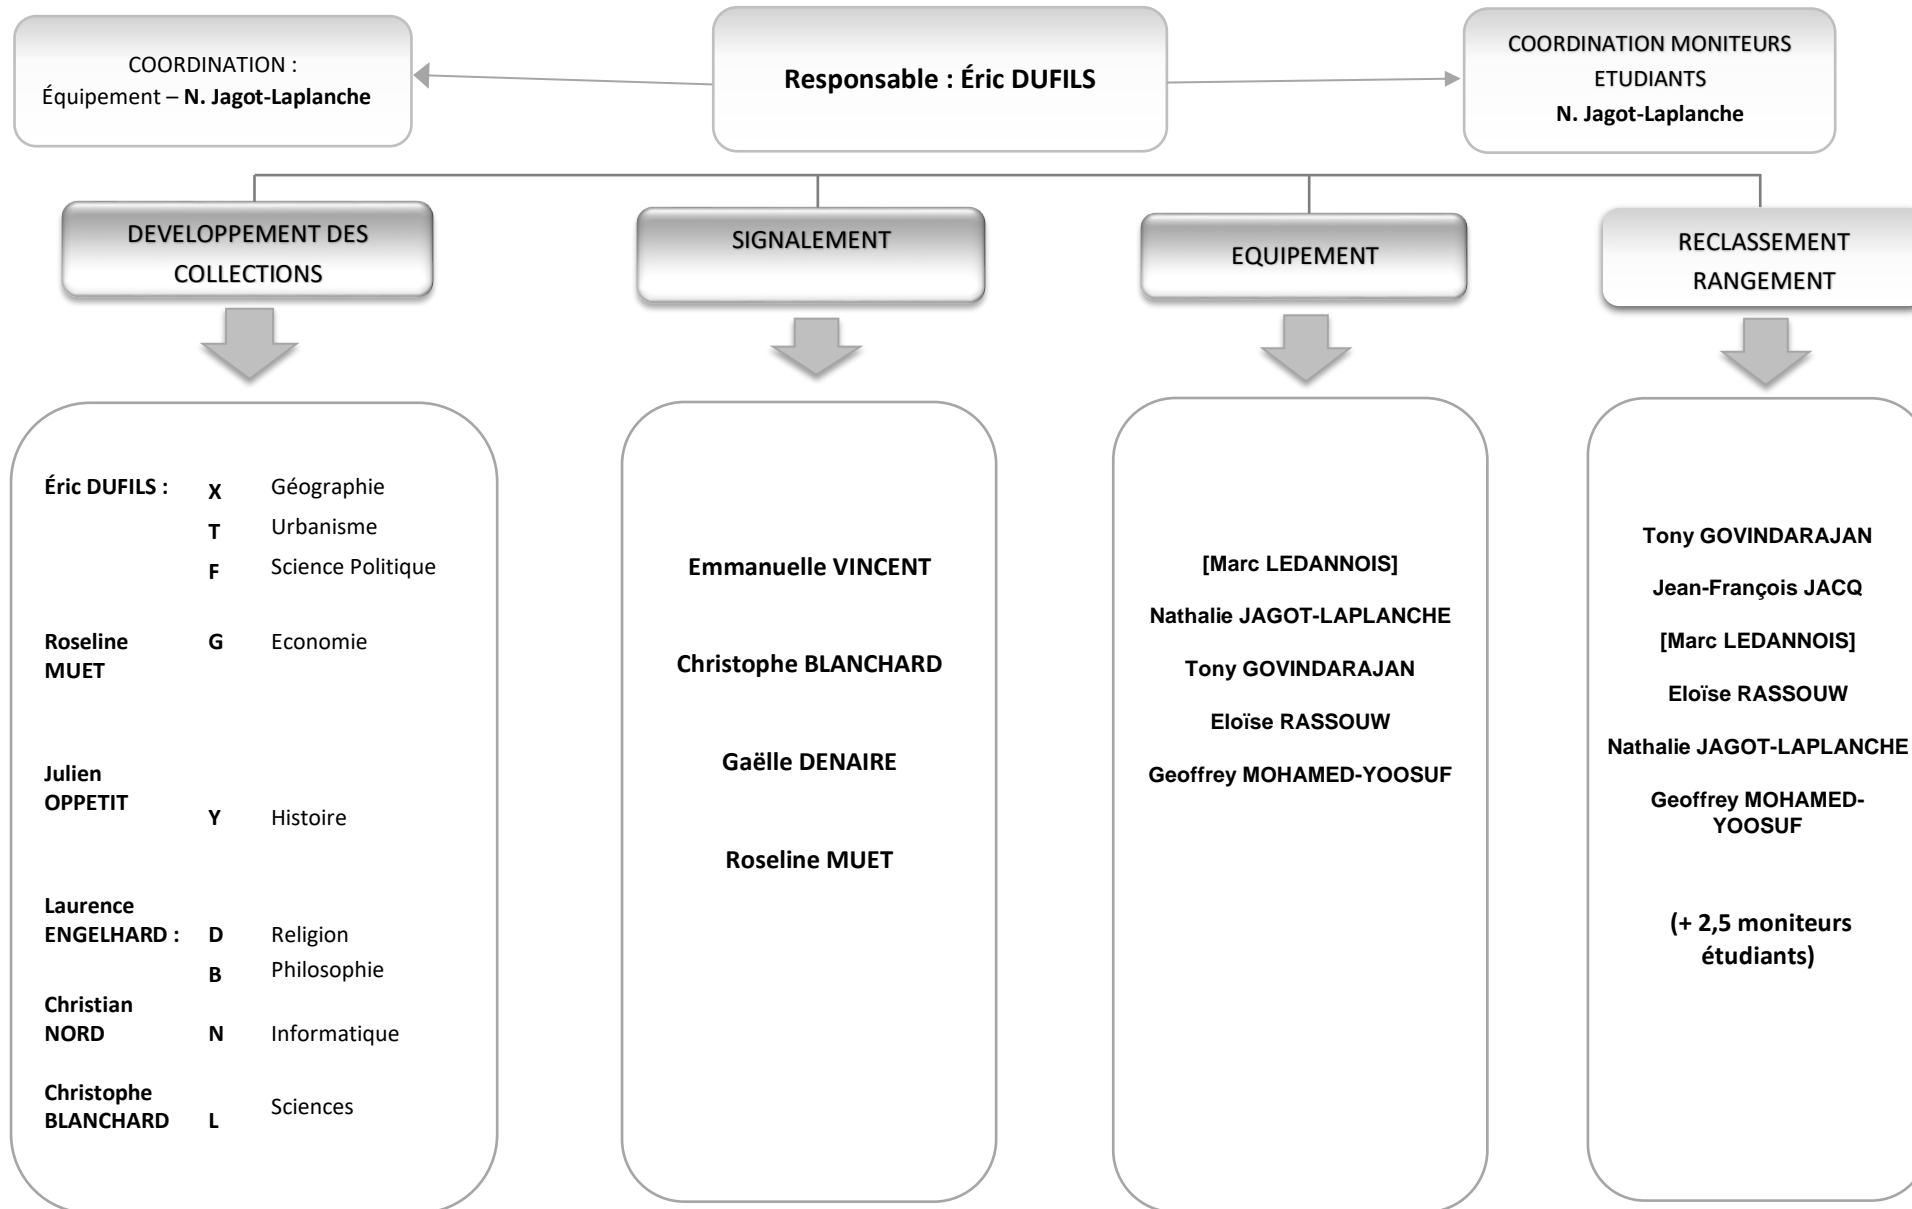 COORDINATION :
Équipement – N. Jagot-Laplanche
Responsable : Éric DUFILS
COORDINATION MONITEURS
ETUDIANTS
N. Jagot-Laplanche
DEVELOPPEMENT DES
COLLECTIONS
SIGNALEMENT
EQUIPEMENT
RECLASSEMENT
RANGEMENT
Éric DUFILS : X Géographie
T Urbanisme
F Science Politique
Roseline G Economie
MUET
Julien
OPPETIT
Y Histoire
Laurence
ENGELHARD : D Religion
B Philosophie
Christian
NORD N Informatique
Christophe
BLANCHARD L Sciences
Emmanuelle VINCENT
Christophe BLANCHARD
Gaëlle DENAIRE
Roseline MUET
[Marc LEDANNOIS]
Nathalie JAGOT-LAPLANCHE
Tony GOVINDARAJAN
Eloïse RASSOUW
Geoffrey MOHAMED-YOOSUF
Tony GOVINDARAJAN
Jean-François JACQ
[Marc LEDANNOIS]
Eloïse RASSOUW
Nathalie JAGOT-LAPLANCHE
Geoffrey MOHAMED-
YOOSUF
(+ 2,5 moniteurs
étudiants)